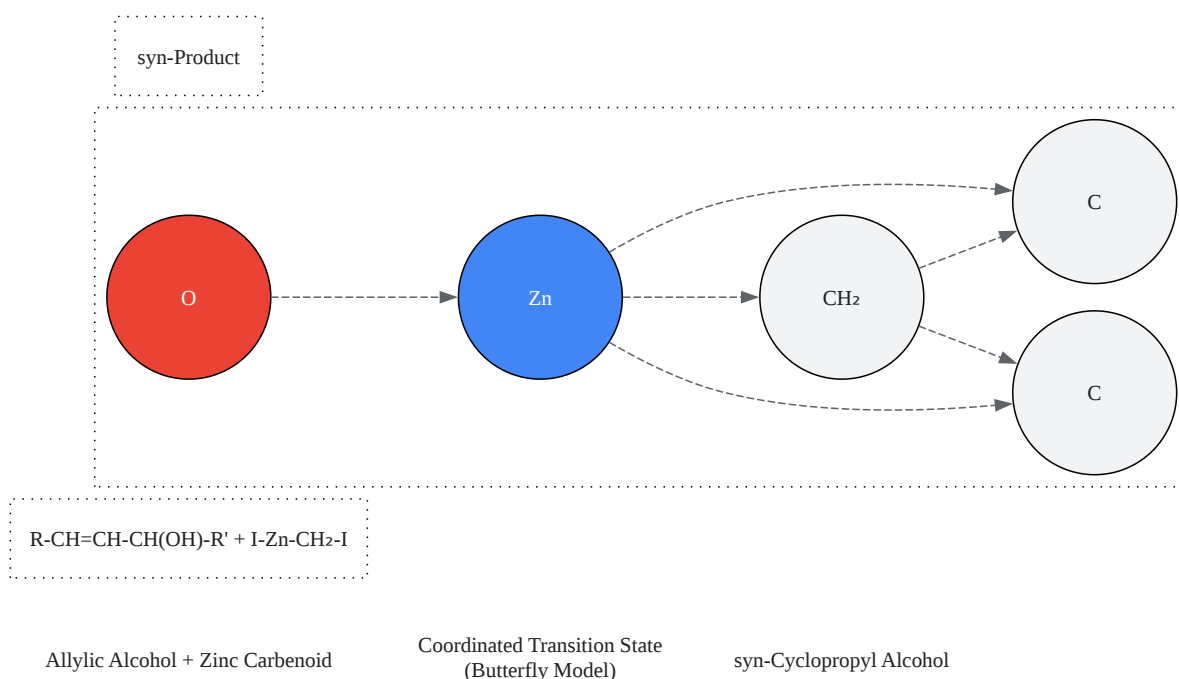 syn-Product
C
O
Zn
CH₂
C
R-CH=CH-CH(OH)-R' + I-Zn-CH₂-I
Allylic Alcohol + Zinc Carbenoid
Coordinated Transition State
(Butterfly Model)
syn-Cyclopropyl Alcohol